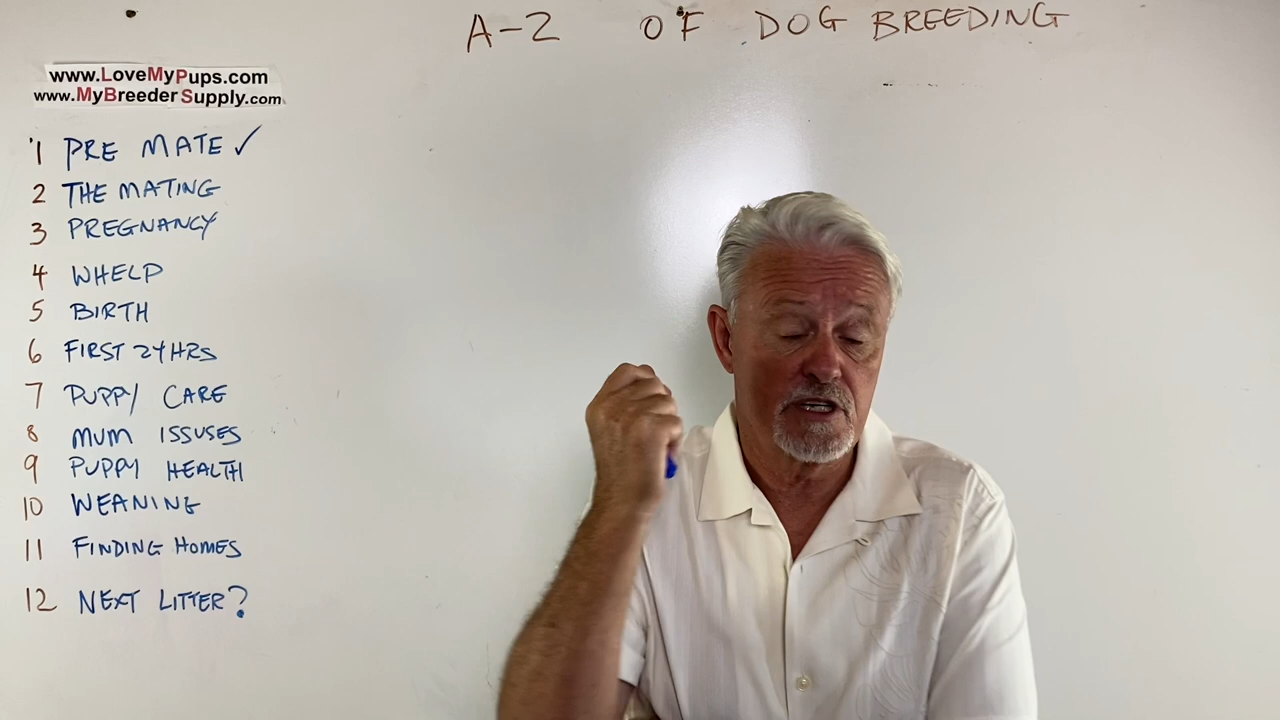 A-Z OF DOG BREEDING
www.LoveMyPups.com
www.MyBreederSupply.com
1 PRE MATE ✓
2 THE MATING
3 PREGNANCY
4 WHELP
5 BIRTH
6 FIRST 24HRS
7 PUPPY CARE
8 MUM ISSUSES
9 PUPPY HEALTH
10 WEANING
11 FINDING HOMES
12 NEXT LITTER?